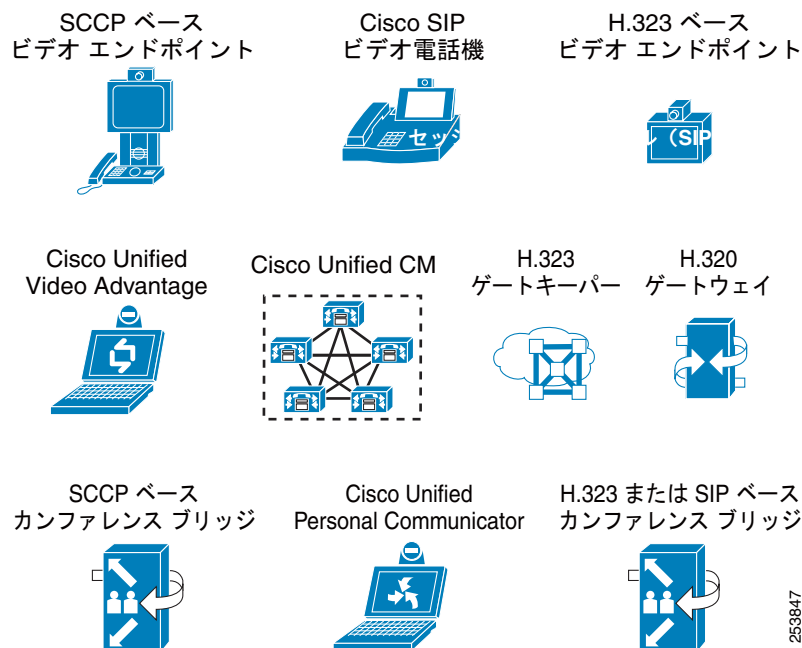 SCCP ベース
ビデオ エンドポイント
Cisco SIP
ビデオ電話機
H.323 ベース
ビデオ エンドポイント
セッシ
ル（SIP
Cisco Unified
Video Advantage
Cisco Unified CM
H.323
ゲートキーパー
H.320
ゲートウェイ
SCCP ベース
カンファレンス ブリッジ
Cisco Unified
Personal Communicator
H.323 または SIP ベース
カンファレンス ブリッジ
253847